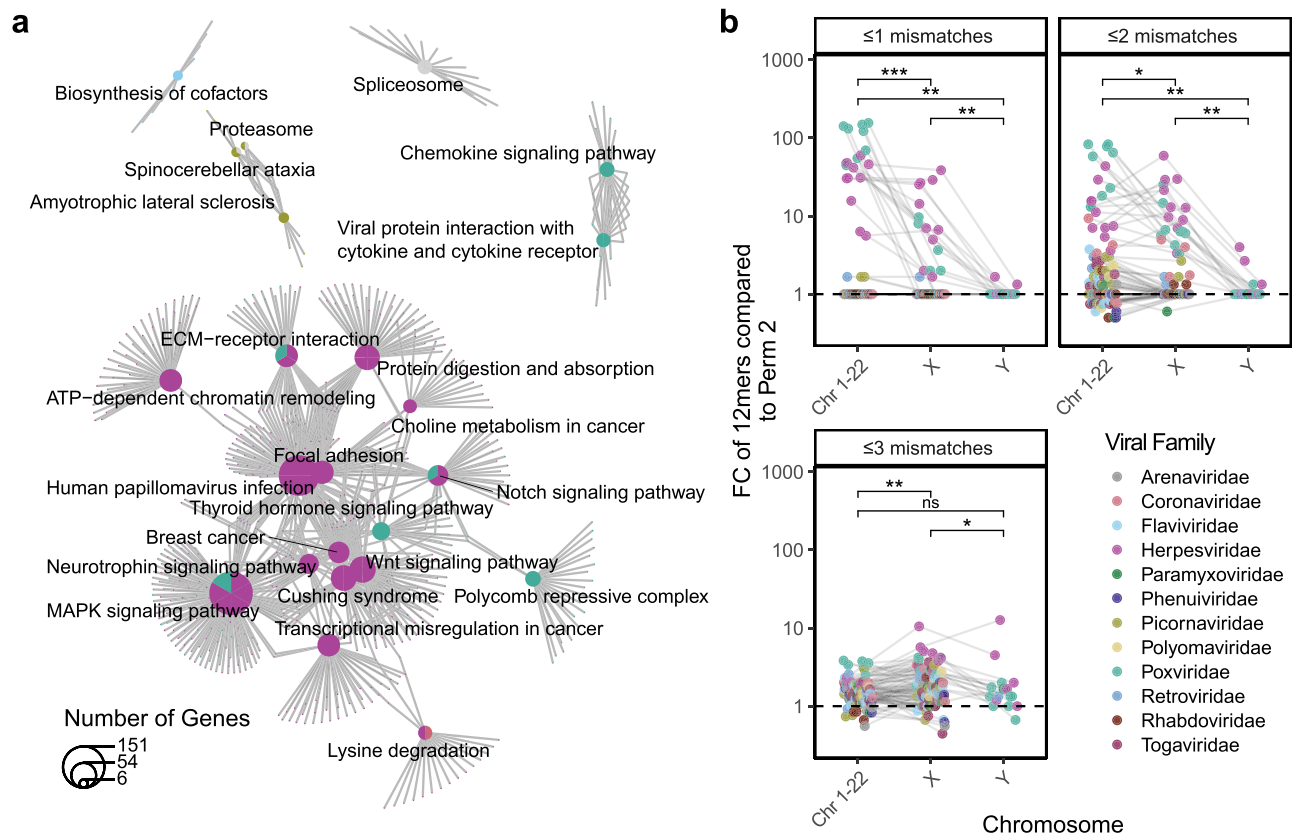 a
Biosynthesis of cofactors
Spliceosome
Proteasome
Spinocerebellar ataxia
Amyotrophic lateral sclerosis
Chemokine signaling pathway
Viral protein interaction with
cytokine and cytokine receptor
ECM−receptor interaction
Protein digestion and absorption
ATP−dependent chromatin remodeling
Choline metabolism in cancer
Focal adhesion
Human papillomavirus infection
Notch signaling pathway
Thyroid hormone signaling pathway
Breast cancer
Wnt signaling pathway
Neurotrophin signaling pathway
Cushing syndrome
Polycomb repressive complex
MAPK signaling pathway
Transcriptional misregulation in cancer
Lysine degradation
Number of Genes
151
54
6
b
FC of 12mers compared
to Perm 2
≤1 mismatches
1000
100
10
1
***
**
**
Chr 1-22
X
Y
≤2 mismatches
*
**
**
Chr 1-22
X
Y
≤3 mismatches
1000
100
10
1
**
ns
*
Chr 1-22
X
Y
Chromosome
Viral Family
Arenaviridae
Coronaviridae
Flaviviridae
Herpesviridae
Paramyxoviridae
Phenuiviridae
Picornaviridae
Polyomaviridae
Poxviridae
Retroviridae
Rhabdoviridae
Togaviridae